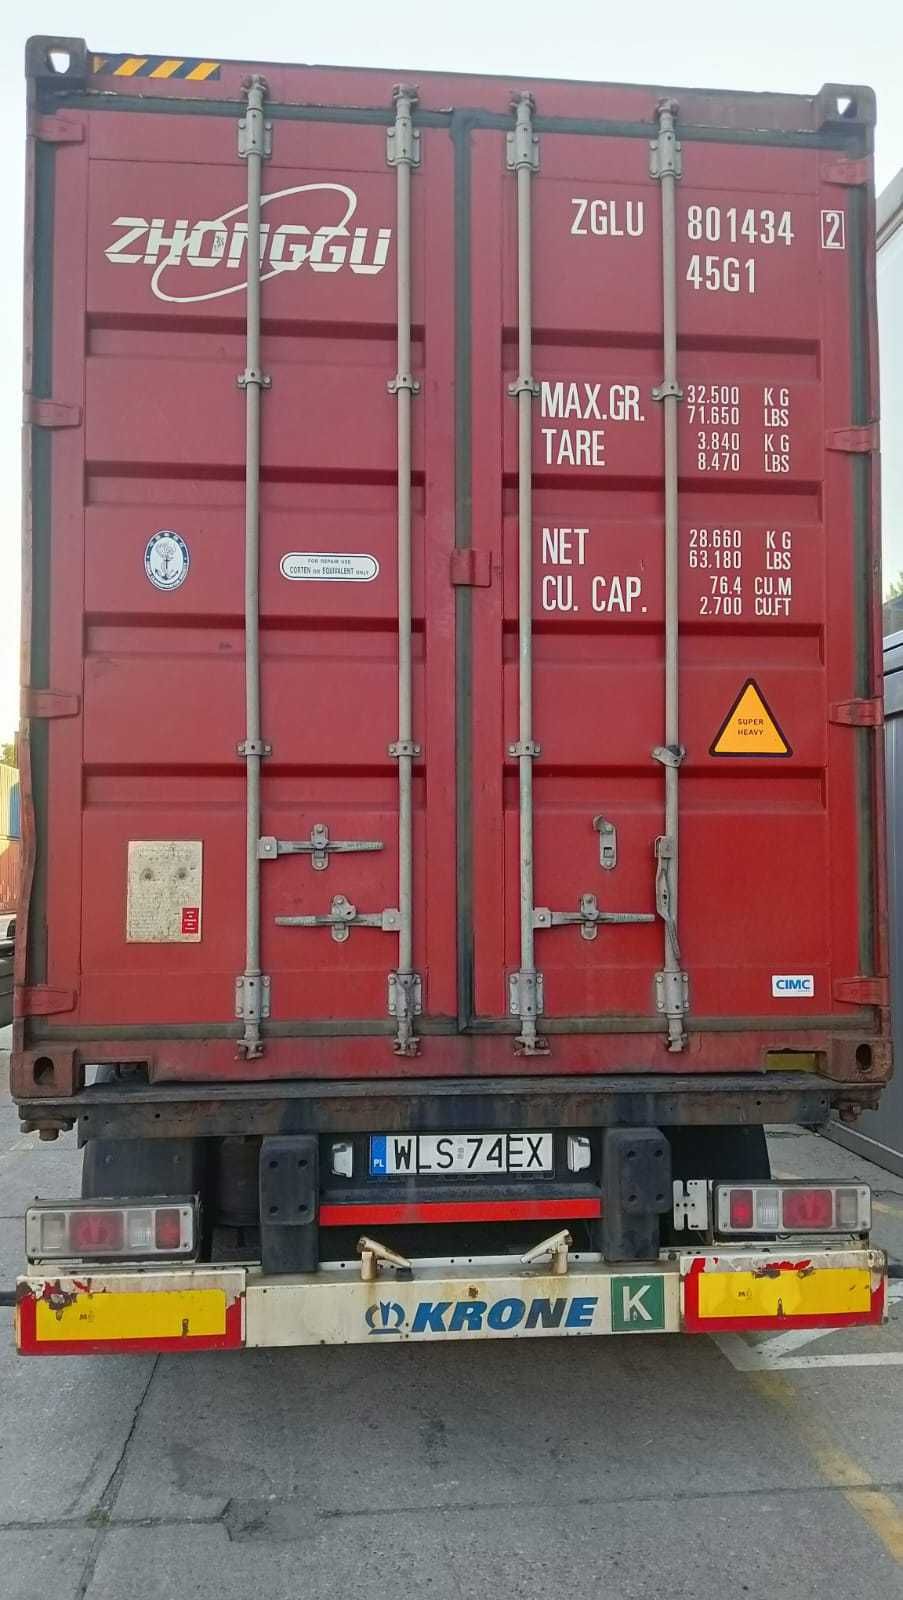 ZHONGGU
ZGLU 801434 2
45G1
MAX.GR. 32.500 KG
71.650 LBS
TARE 3.840 KG
8.470 LBS
NET 28.660 KG
63.180 LBS
CU. CAP. 76.4 CU.M
2.700 CU.FT
FOR REPAIR USE
CORTEN OR EQUIVALENT ONLY
SUPER
HEAVY
CIMC
PL WLS 74EX
KRONE K